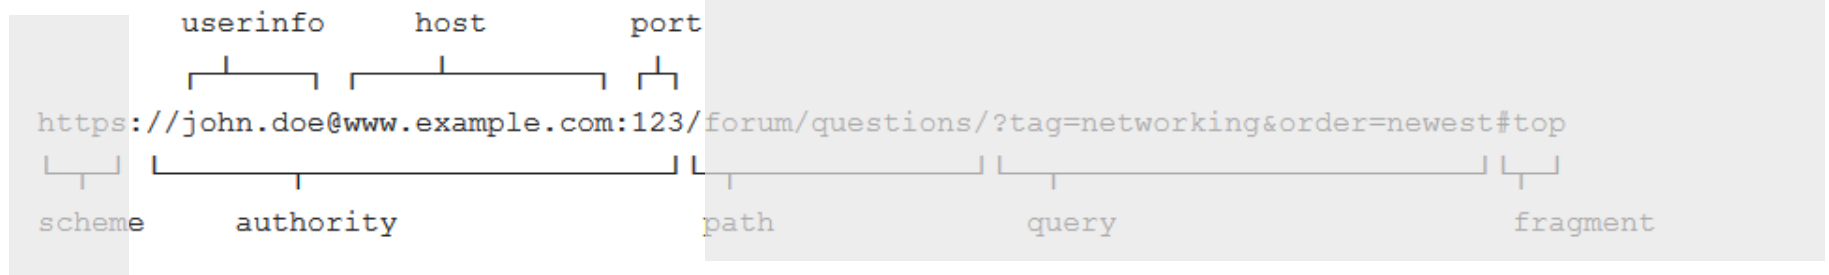 userinfo host port
https://john.doe@www.example.com:123/forum/questions/?tag=networking&order=newest#top
scheme authority path query fragment